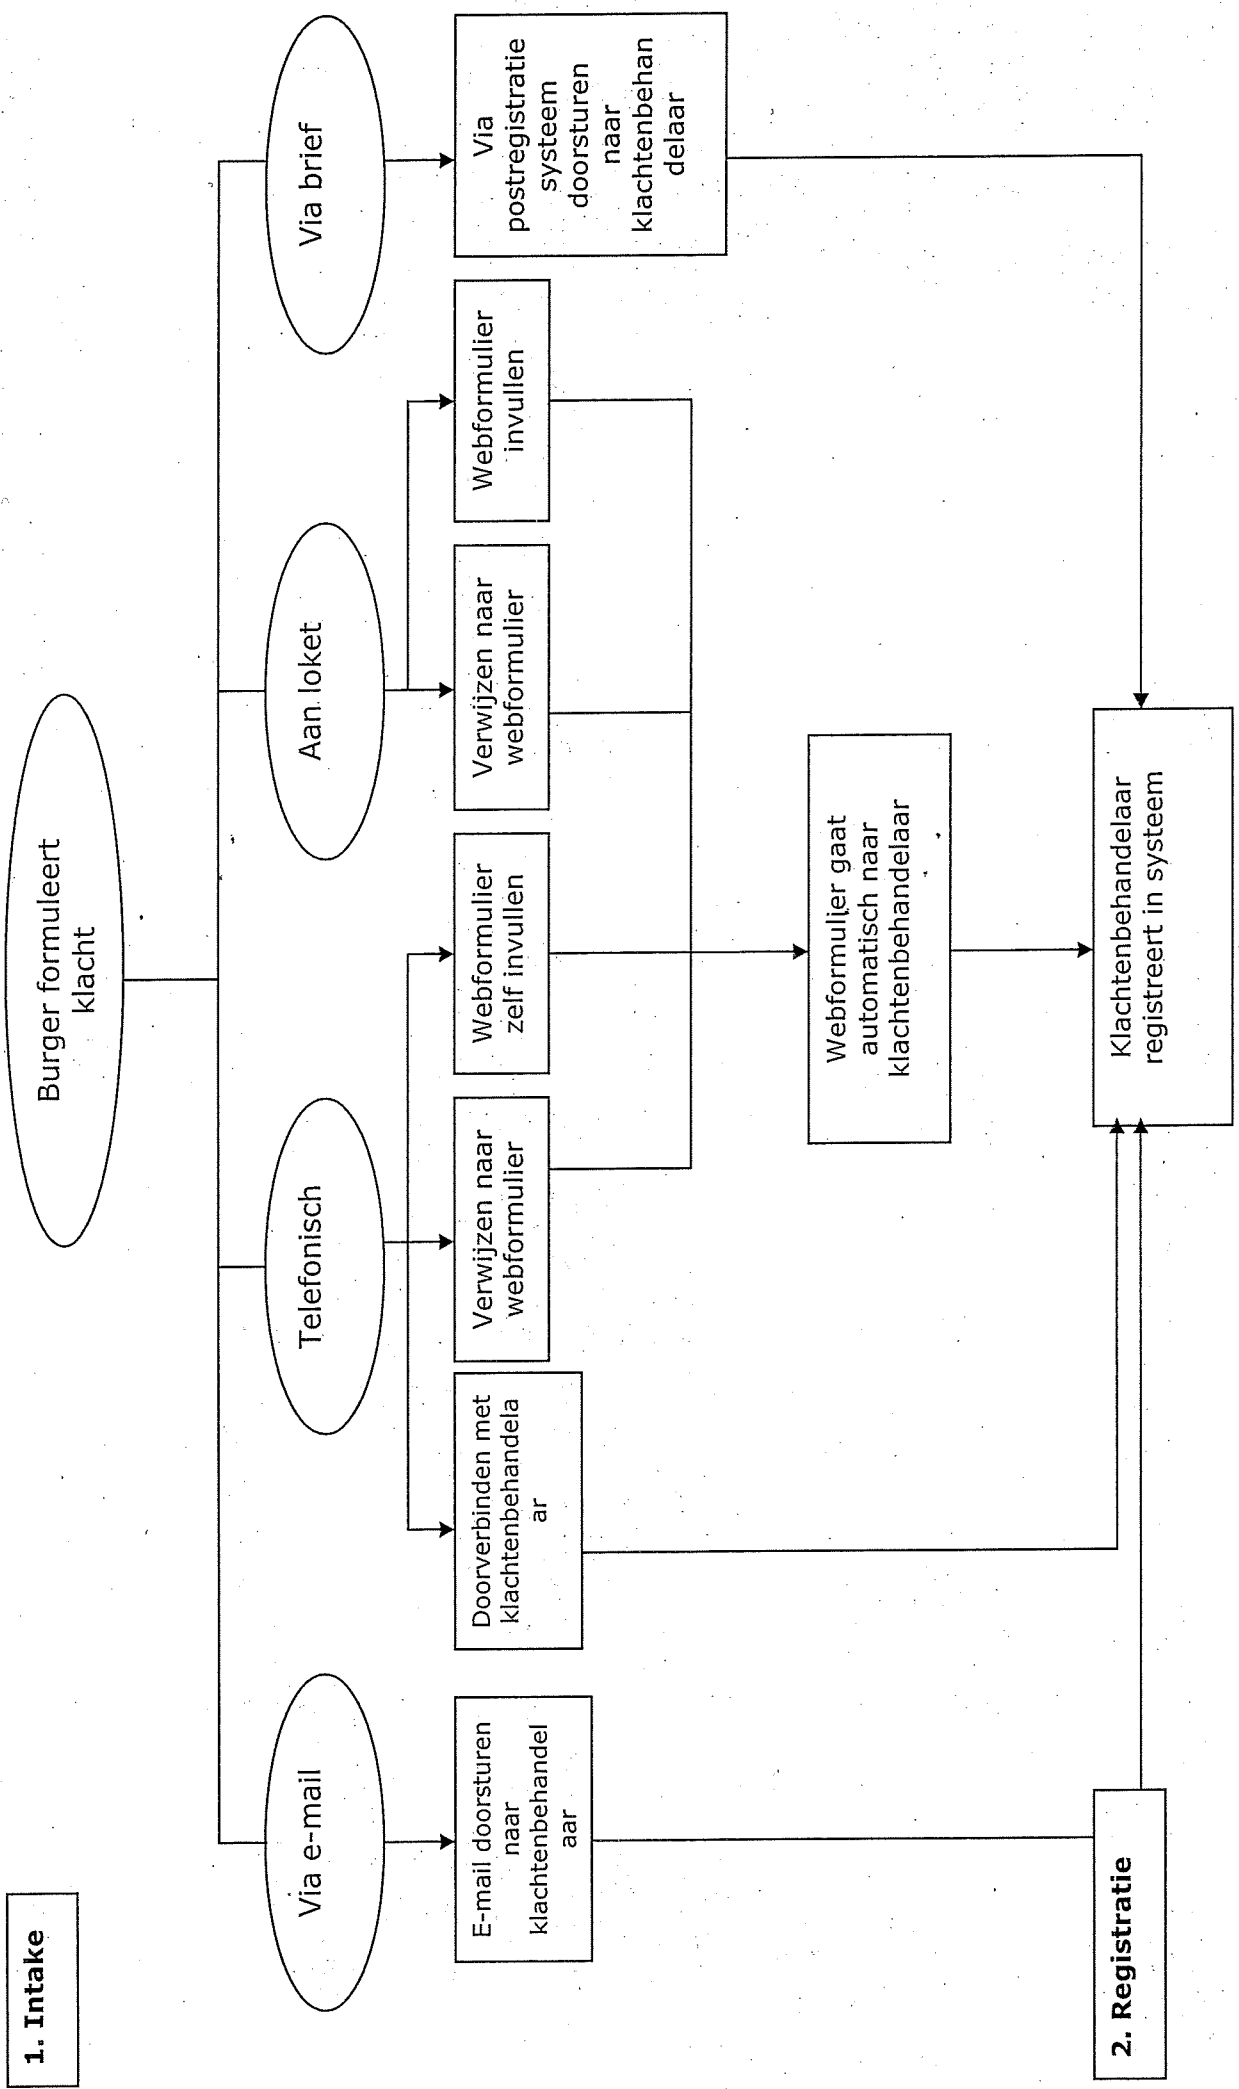 1. Intake
Burger formuleert
klacht
Via e-mail
Telefonisch
Aan loket
Via brief
E-mail doorsturen
naar
klachtenbehandel
aar
Doorverbinden met
klachtenbehandela
ar
Verwijzen naar
webformulier
Webformulier
zelf invullen
Verwijzen naar
webformulier
Webformulier
invullen
Via
postregistratie
systeem
doorsturen
naar
klachtenbehan
delaar
Webformulier gaat
automatisch naar
klachtenbehandelaar
2. Registratie
Klachtenbehandelaar
registreert in systeem